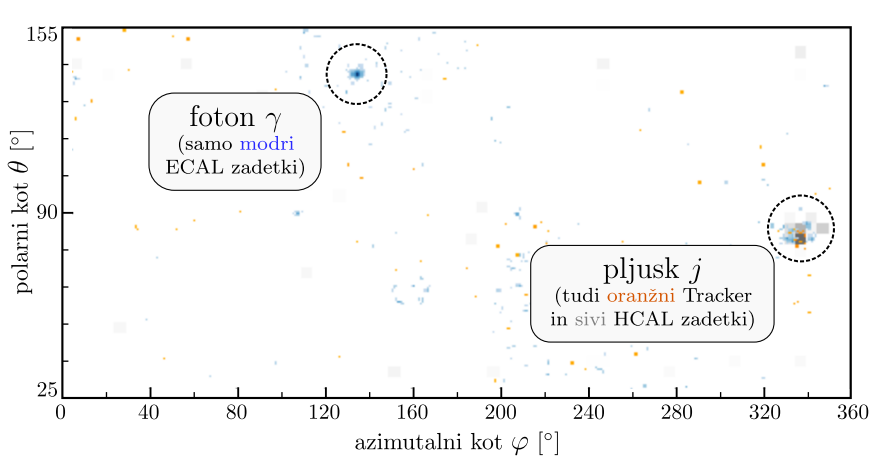 155
90
25
polarni kot θ [°]
foton γ
(samo modri
ECAL zadetki)
pljusk j
(tudi oranžni Tracker
in sivi HCAL zadetki)
0 40 80 120 160 200 240 280 320 360
azimutalni kot φ [°]